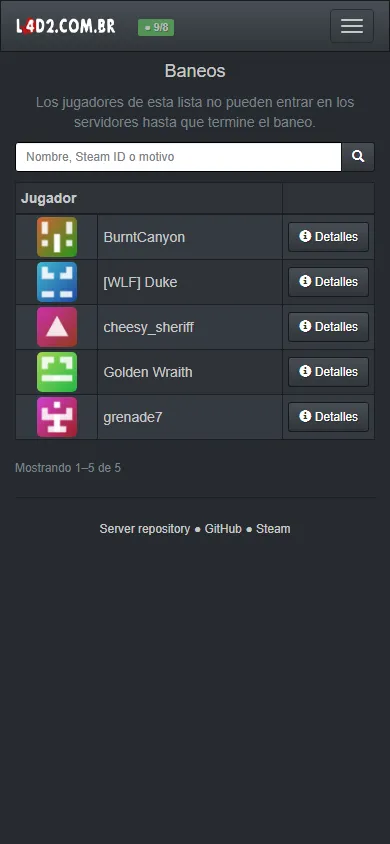 L4D2.COM.BR
● 9/8
Baneos
Los jugadores de esta lista no pueden entrar en los
servidores hasta que termine el baneo.
Nombre, Steam ID o motivo
Jugador
BurntCanyon
Detalles
[WLF] Duke
Detalles
cheesy_sheriff
Detalles
Golden Wraith
Detalles
grenade7
Detalles
Mostrando 1–5 de 5
Server repository ● GitHub ● Steam